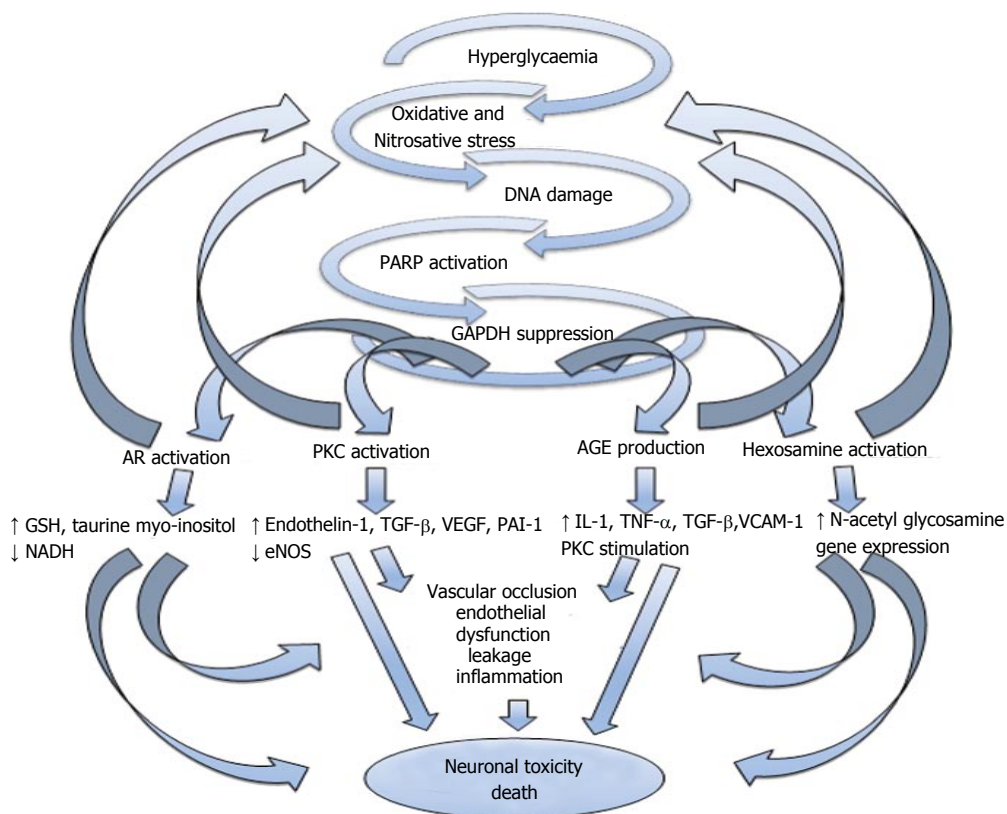 Hyperglycaemia
Oxidative and
Nitrosative stress
DNA damage
PARP activation
GAPDH suppression
AR activation
PKC activation
AGE production
Hexosamine activation
↑ GSH, taurine myo-inositol
↓ NADH
↑ Endothelin-1, TGF-β, VEGF, PAI-1
↓ eNOS
↑ IL-1, TNF-α, TGF-β,VCAM-1
PKC stimulation
↑ N-acetyl glycosamine
gene expression
Vascular occlusion
endothelial
dysfunction
leakage
inflammation
Neuronal toxicity
death